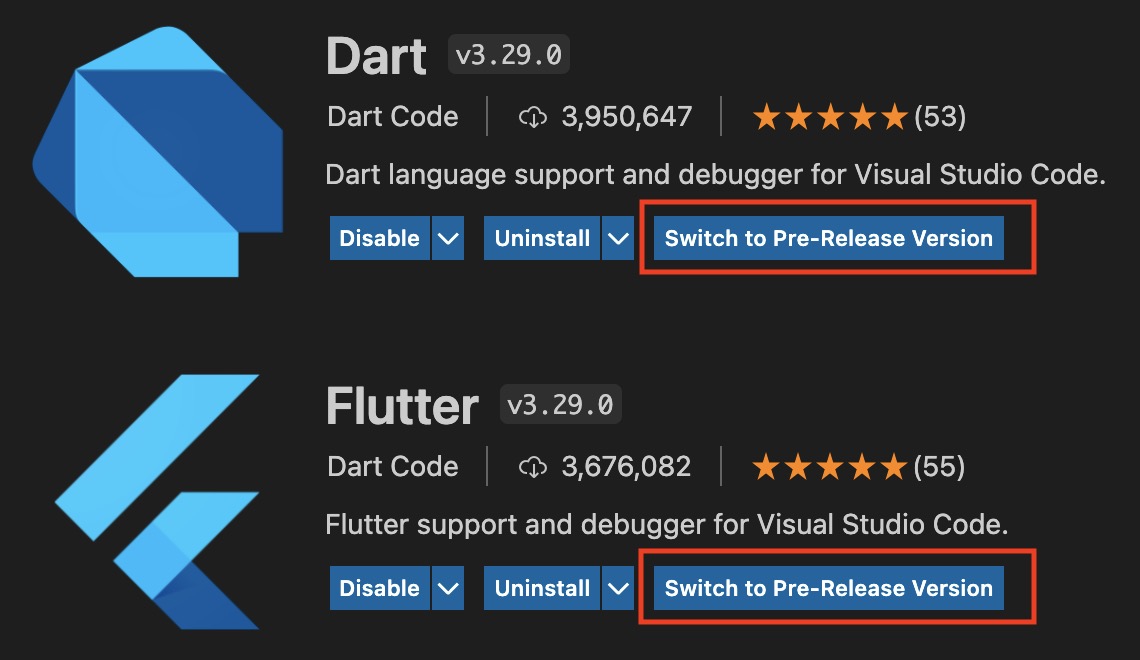 Dart v3.29.0
Dart Code 3,950,647 (53)
Dart language support and debugger for Visual Studio Code.
Disable Uninstall Switch to Pre-Release Version
Flutter v3.29.0
Dart Code 3,676,082 (55)
Flutter support and debugger for Visual Studio Code.
Disable Uninstall Switch to Pre-Release Version